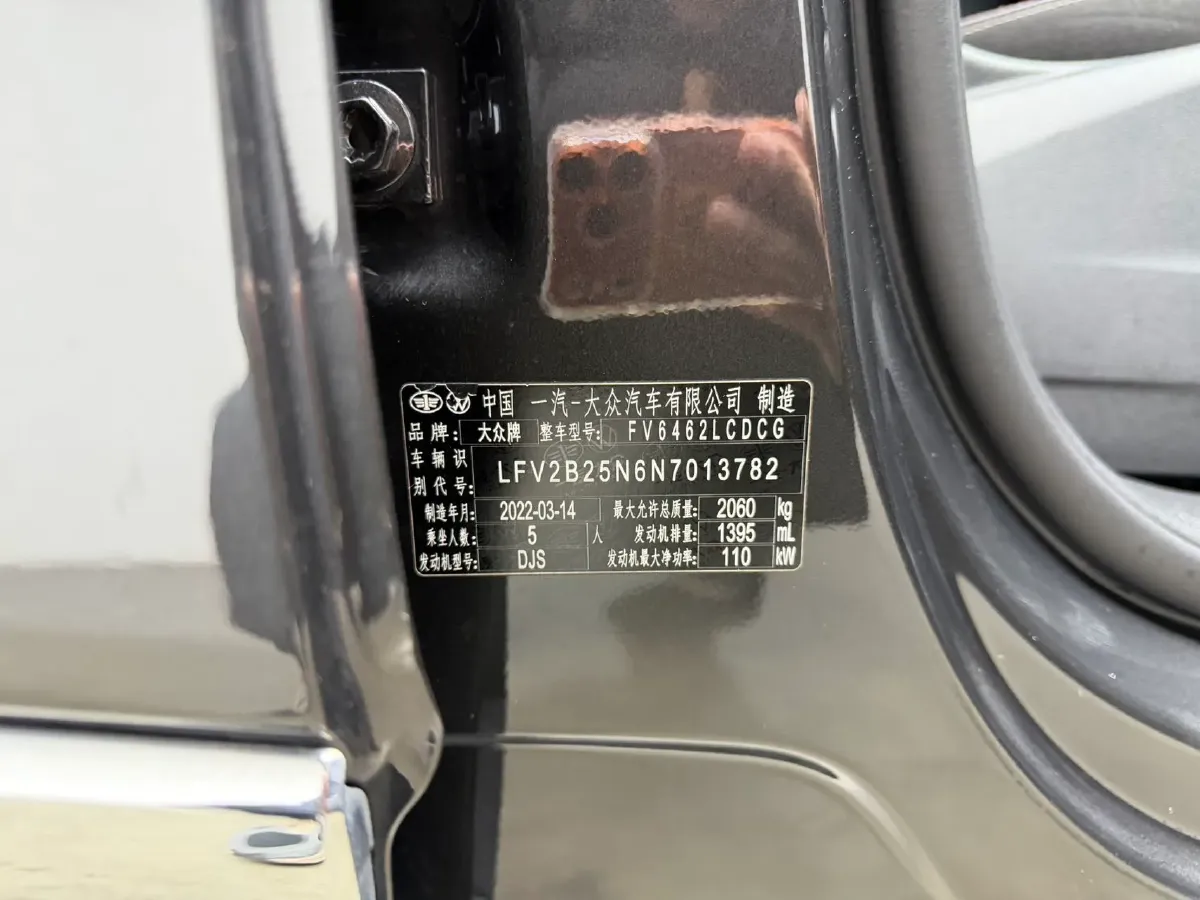 中国 一汽-大众汽车有限公司 制造
品牌: 大众牌 整车型号: FV6462LCDCG
车辆识别代号: LFV2B25N6N7013782
制造年月: 2022-03-14 最大允许总质量: 2060 kg
乘坐人数: 5 人 发动机排量: 1395 mL
发动机型号: DJS 发动机最大净功率: 110 kW